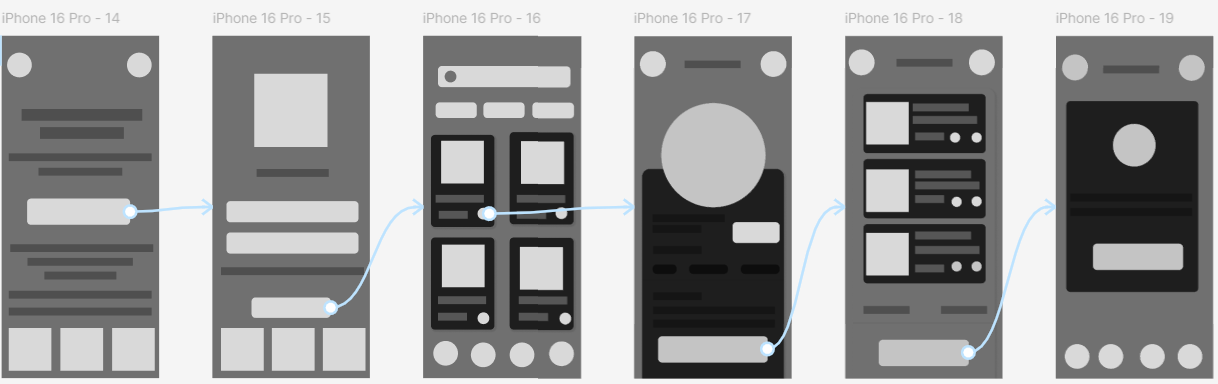 iPhone 16 Pro - 14
iPhone 16 Pro - 15
iPhone 16 Pro - 16
iPhone 16 Pro - 17
iPhone 16 Pro - 18
iPhone 16 Pro - 19